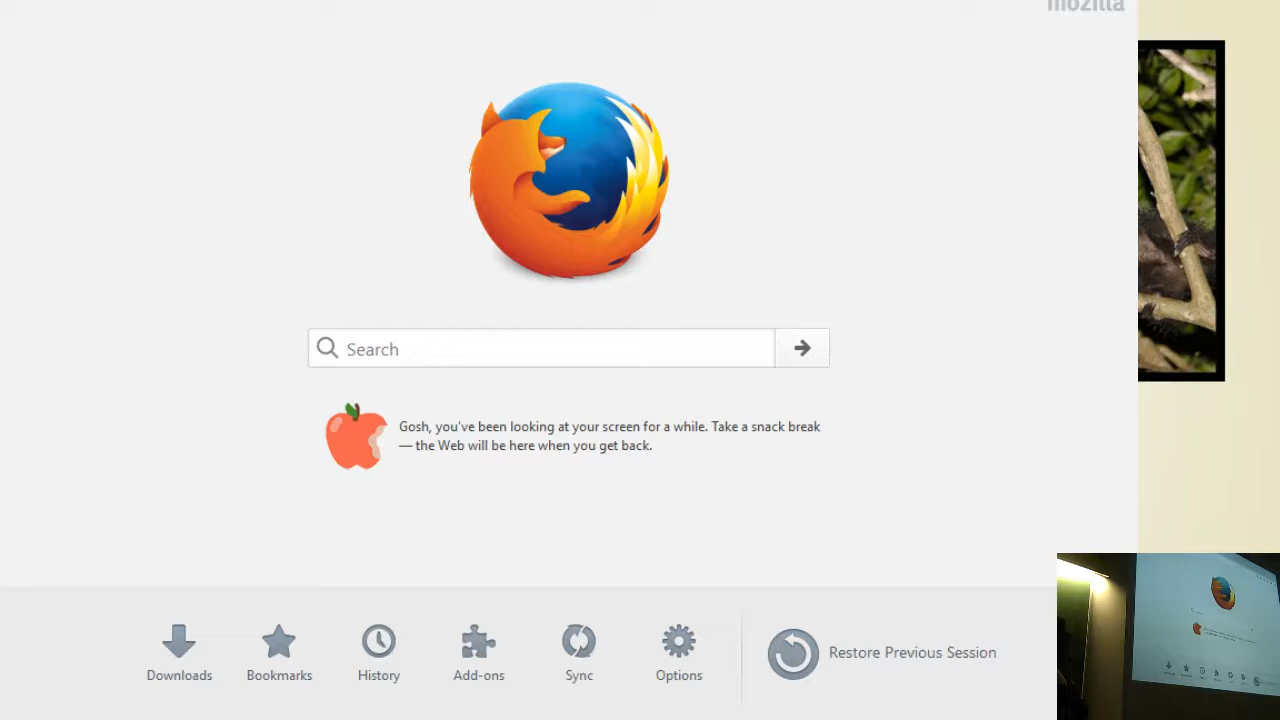 mozilla
Search
Gosh, you've been looking at your screen for a while. Take a snack break
— the Web will be here when you get back.
Downloads
Bookmarks
History
Add-ons
Sync
Options
Restore Previous Session